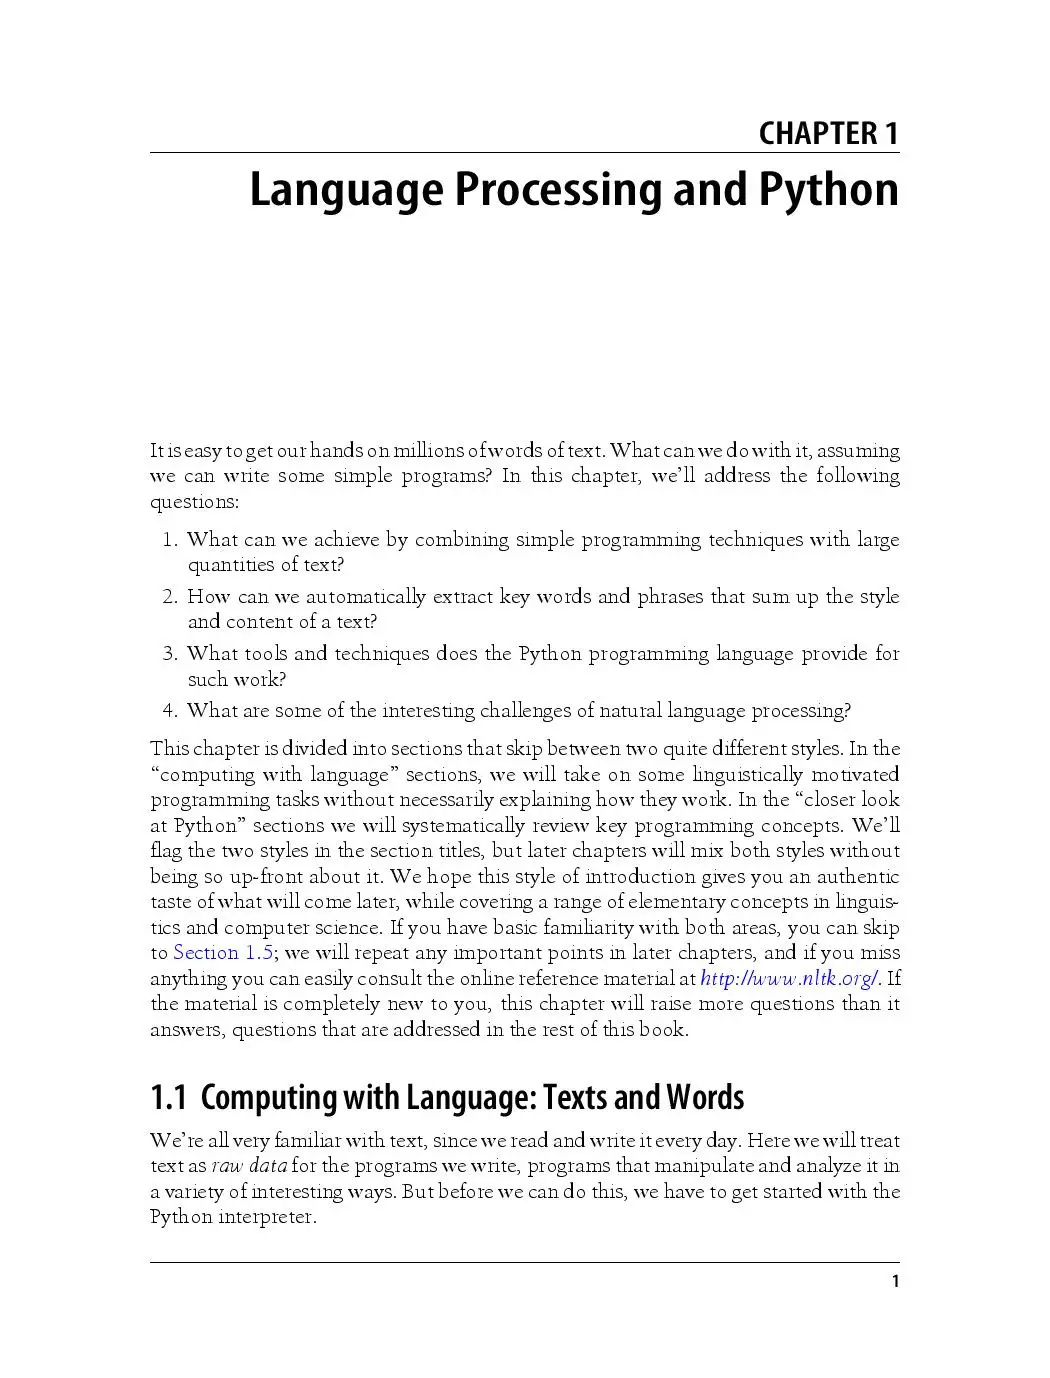 CHAPTER 1
Language Processing and Python
It is easy to get our hands on millions of words of text. What can we do with it, assuming
we can write some simple programs? In this chapter, we’ll address the following
questions:
1. What can we achieve by combining simple programming techniques with large
quantities of text?
2. How can we automatically extract key words and phrases that sum up the style
and content of a text?
3. What tools and techniques does the Python programming language provide for
such work?
4. What are some of the interesting challenges of natural language processing?
This chapter is divided into sections that skip between two quite different styles. In the
“computing with language” sections, we will take on some linguistically motivated
programming tasks without necessarily explaining how they work. In the “closer look
at Python” sections we will systematically review key programming concepts. We’ll
flag the two styles in the section titles, but later chapters will mix both styles without
being so up-front about it. We hope this style of introduction gives you an authentic
taste of what will come later, while covering a range of elementary concepts in linguis-
tics and computer science. If you have basic familiarity with both areas, you can skip
to Section 1.5; we will repeat any important points in later chapters, and if you miss
anything you can easily consult the online reference material at http://www.nltk.org/. If
the material is completely new to you, this chapter will raise more questions than it
answers, questions that are addressed in the rest of this book.
1.1 Computing with Language: Texts and Words
We’re all very familiar with text, since we read and write it every day. Here we will treat
text as raw data for the programs we write, programs that manipulate and analyze it in
a variety of interesting ways. But before we can do this, we have to get started with the
Python interpreter.
1